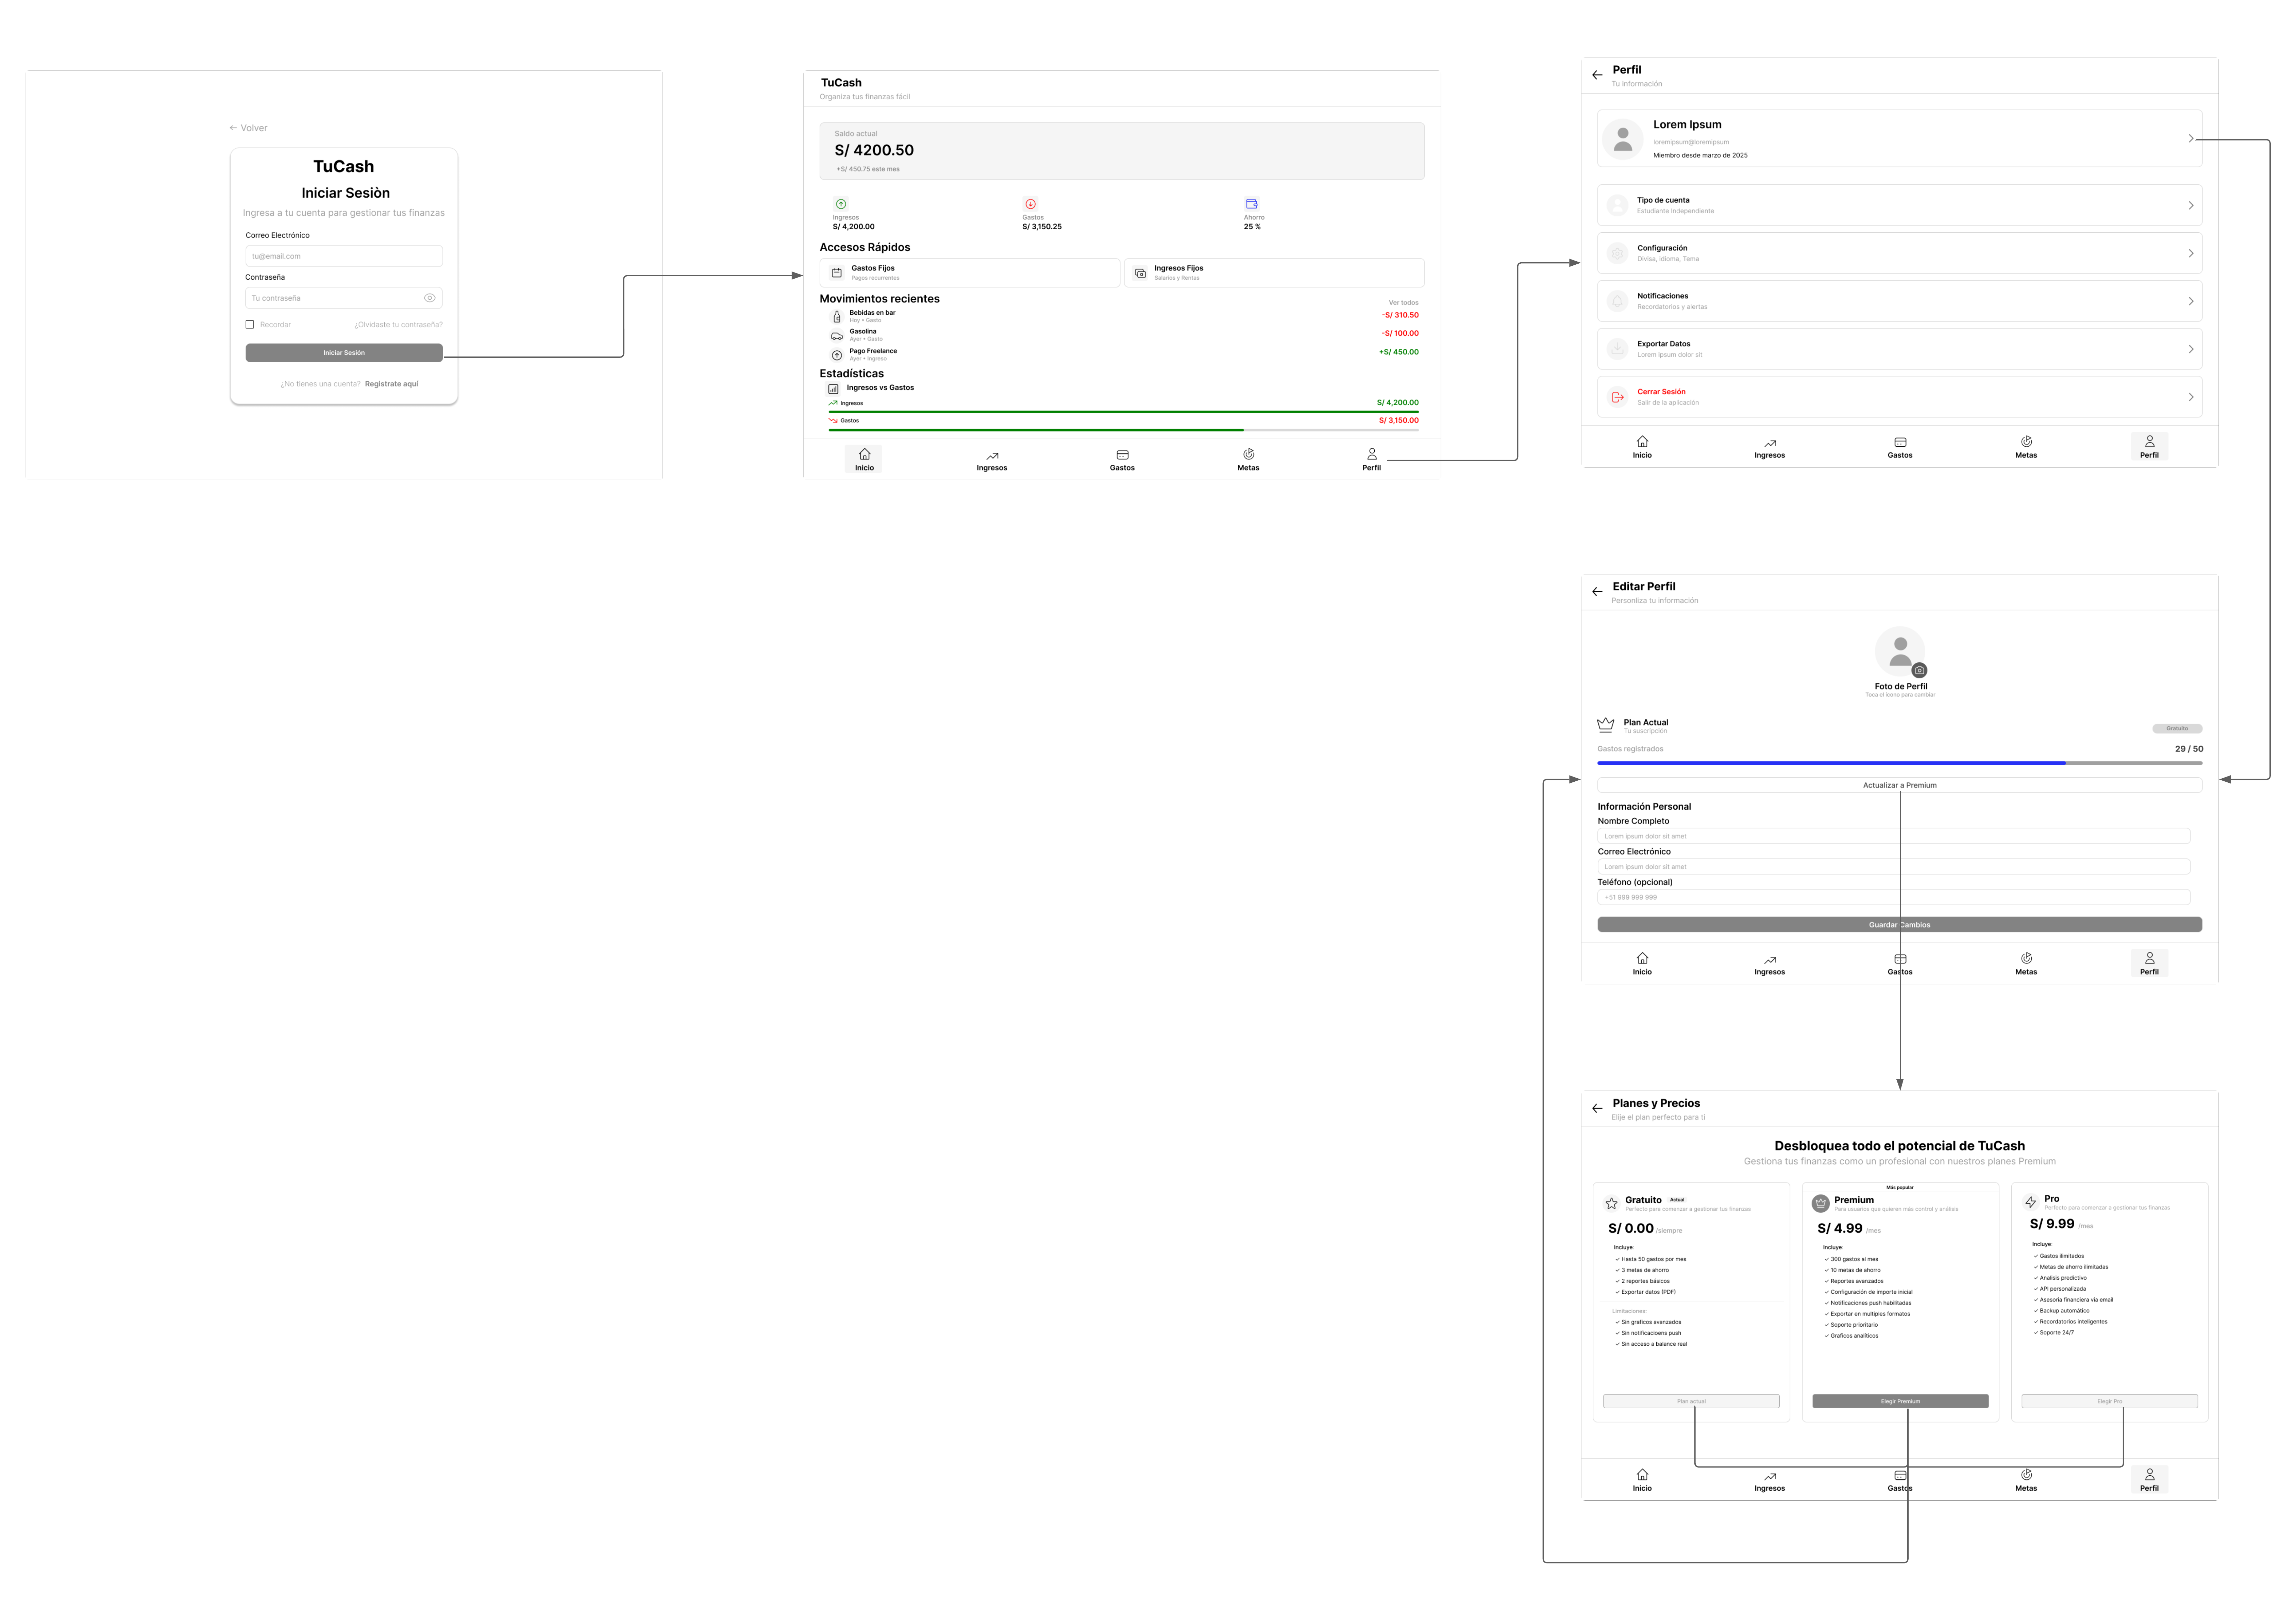 ← Volver
TuCash
Iniciar Sesiòn
Ingresa a tu cuenta para gestionar tus finanzas
Correo Electrónico
tu@email.com
Contraseña
Tu contraseña
Recordar
¿Olvidaste tu contraseña?
Iniciar Sesión
¿No tienes una cuenta? Regístrate aquí
TuCash
Organiza tus finanzas fácil
Saldo actual
S/ 4200.50
+S/ 450.75 este mes
Ingresos
S/ 4,200.00
Gastos
S/ 3,150.25
Ahorro
25 %
Accesos Rápidos
Gastos Fijos
Pagos recurrentes
Ingresos Fijos
Salarios y Rentas
Movimientos recientes
Ver todos
Bebidas en bar
Hoy • Gasto
-S/ 310.50
Gasolina
Ayer • Gasto
-S/ 100.00
Pago Freelance
Ayer • Ingreso
+S/ 450.00
Estadísticas
Ingresos vs Gastos
Ingresos
S/ 4,200.00
Gastos
S/ 3,150.00
Inicio
Ingresos
Gastos
Metas
Perfil
Perfil
Tu información
Lorem Ipsum
loremipsum@loremipsum
Miembro desde marzo de 2025
Tipo de cuenta
Estudiante independiente
Configuración
Divisa, idioma, Tema
Notificaciones
Recordatorios y alertas
Exportar Datos
Lorem ipsum dolor sit
Cerrar Sesión
Salir de la aplicación
Inicio
Ingresos
Gastos
Metas
Perfil
Editar Perfil
Personliza tu información
Foto de Perfil
Toca el icono para cambiar
Plan Actual
Tu suscripción
Gratuito
Gastos registrados
29 / 50
Actualizar a Premium
Información Personal
Nombre Completo
Lorem ipsum dolor sit amet
Correo Electrónico
Lorem ipsum dolor sit amet
Teléfono (opcional)
+51 999 999 999
Guardar Cambios
Inicio
Ingresos
Gastos
Metas
Perfil
Planes y Precios
Elije el plan perfecto para ti
Desbloquea todo el potencial de TuCash
Gestiona tus finanzas como un profesional con nuestros planes Premium
Gratuito
Actual
Perfecto para comenzar a gestionar tus finanzas
S/ 0.00 /siempre
Incluye:
✓ Hasta 50 gastos por mes
✓ 3 metas de ahorro
✓ 2 reportes básicos
✓ Exportar datos (PDF)
Limitaciones:
✓ Sin graficos avanzados
✓ Sin notificacioens push
✓ Sin acceso a balance real
Plan actual
Más popular
Premium
Para usuarios que quieren más control y análisis
S/ 4.99 /mes
Incluye:
✓ 300 gastos al mes
✓ 10 metas de ahorro
✓ Reportes avanzados
✓ Configuración de importe inicial
✓ Notificaciones push habilitadas
✓ Exportar en multiples formatos
✓ Soporte prioritario
✓ Graficos analíticos
Elegir Premium
Pro
Perfecto para comenzar a gestionar tus finanzas
S/ 9.99 /mes
Incluye:
✓ Gastos ilimitados
✓ Metas de ahorro ilimitadas
✓ Analisis predictivo
✓ API personalizada
✓ Asesoria financiera via email
✓ Backup automático
✓ Recordatorios inteligentes
✓ Soporte 24/7
Elegir Pro
Inicio
Ingresos
Gastos
Metas
Perfil